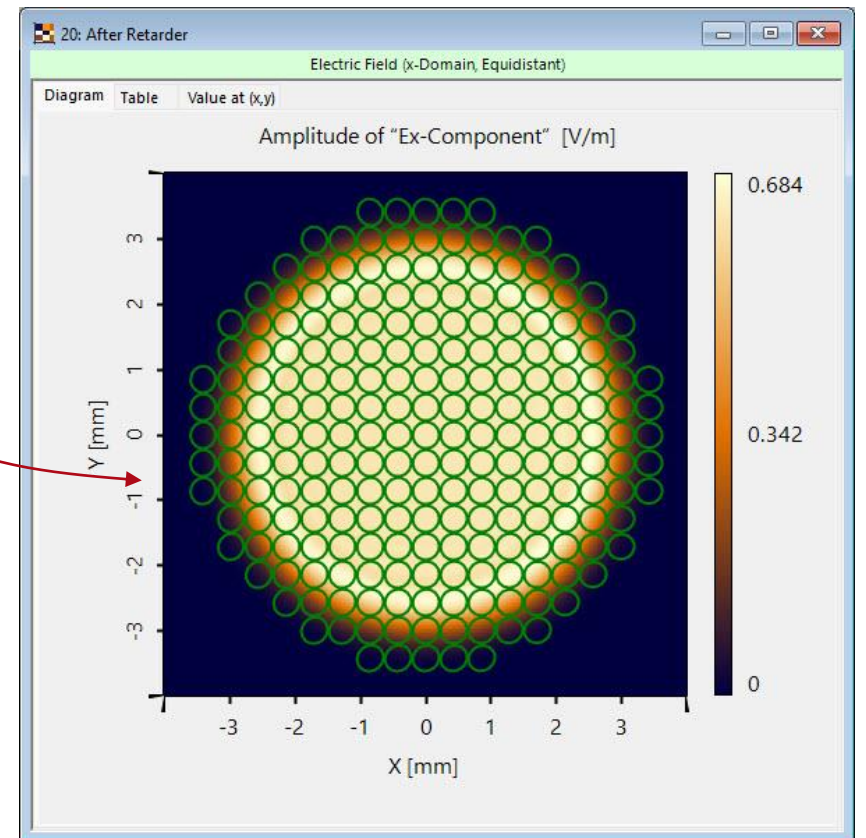 20: After Retarder
Electric Field (x-Domain, Equidistant)
Diagram Table Value at (x,y)
Amplitude of “Ex-Component” [V/m]
0.684
0.342
0
Y [mm]
3
2
1
0
-1
-2
-3
-3 -2 -1 0 1 2 3
X [mm]